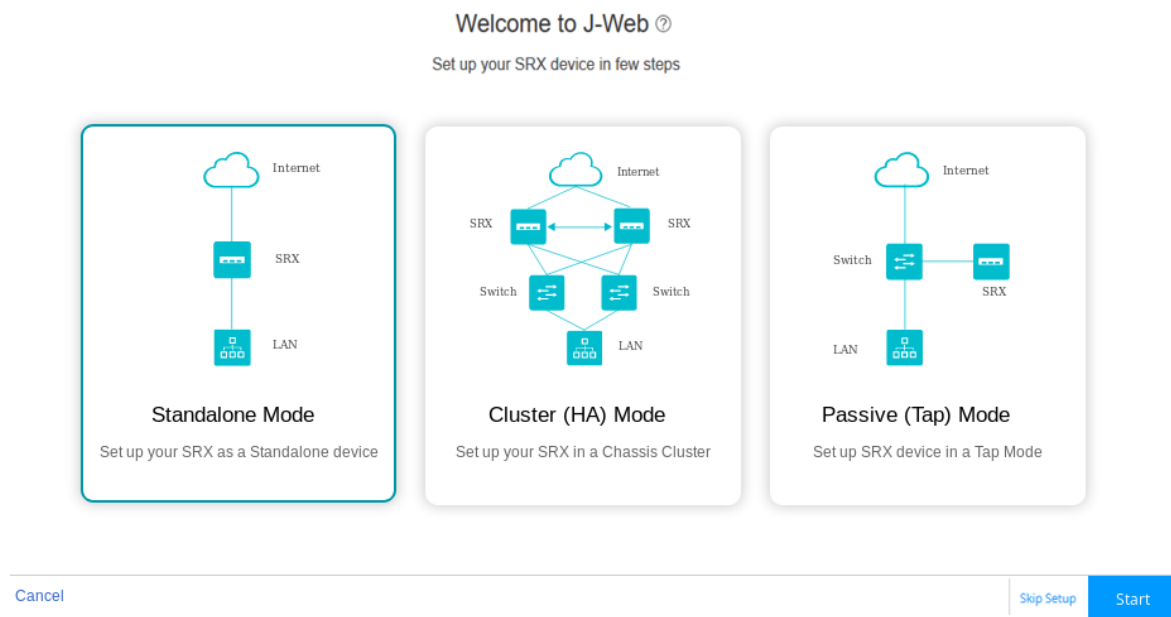 Welcome to J-Web ?
Set up your SRX device in few steps
Internet
SRX
LAN
Standalone Mode
Set up your SRX as a Standalone device
Internet
SRX
SRX
Switch
Switch
LAN
Cluster (HA) Mode
Set up your SRX in a Chassis Cluster
Internet
Switch
SRX
LAN
Passive (Tap) Mode
Set up SRX device in a Tap Mode
Cancel
Skip Setup
Start